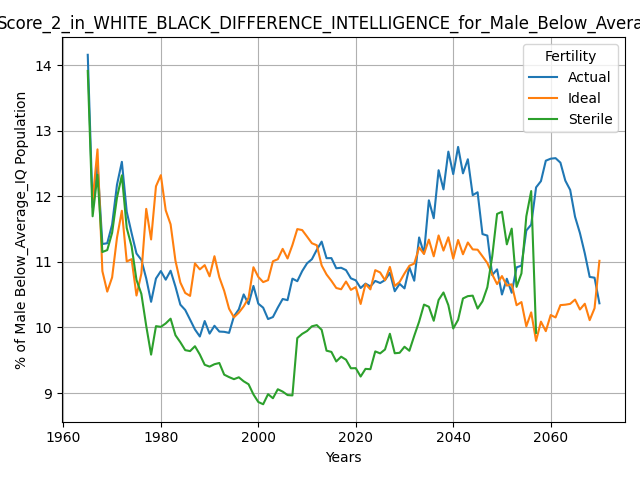 Score_2_in_WHITE_BLACK_DIFFERENCE_INTELLIGENCE_for_Male_Below_Avera
% of Male Below_Average_IQ Population
14
13
12
11
10
9
Fertility
Actual
Ideal
Sterile
1960
1980
2000
2020
2040
2060
Years